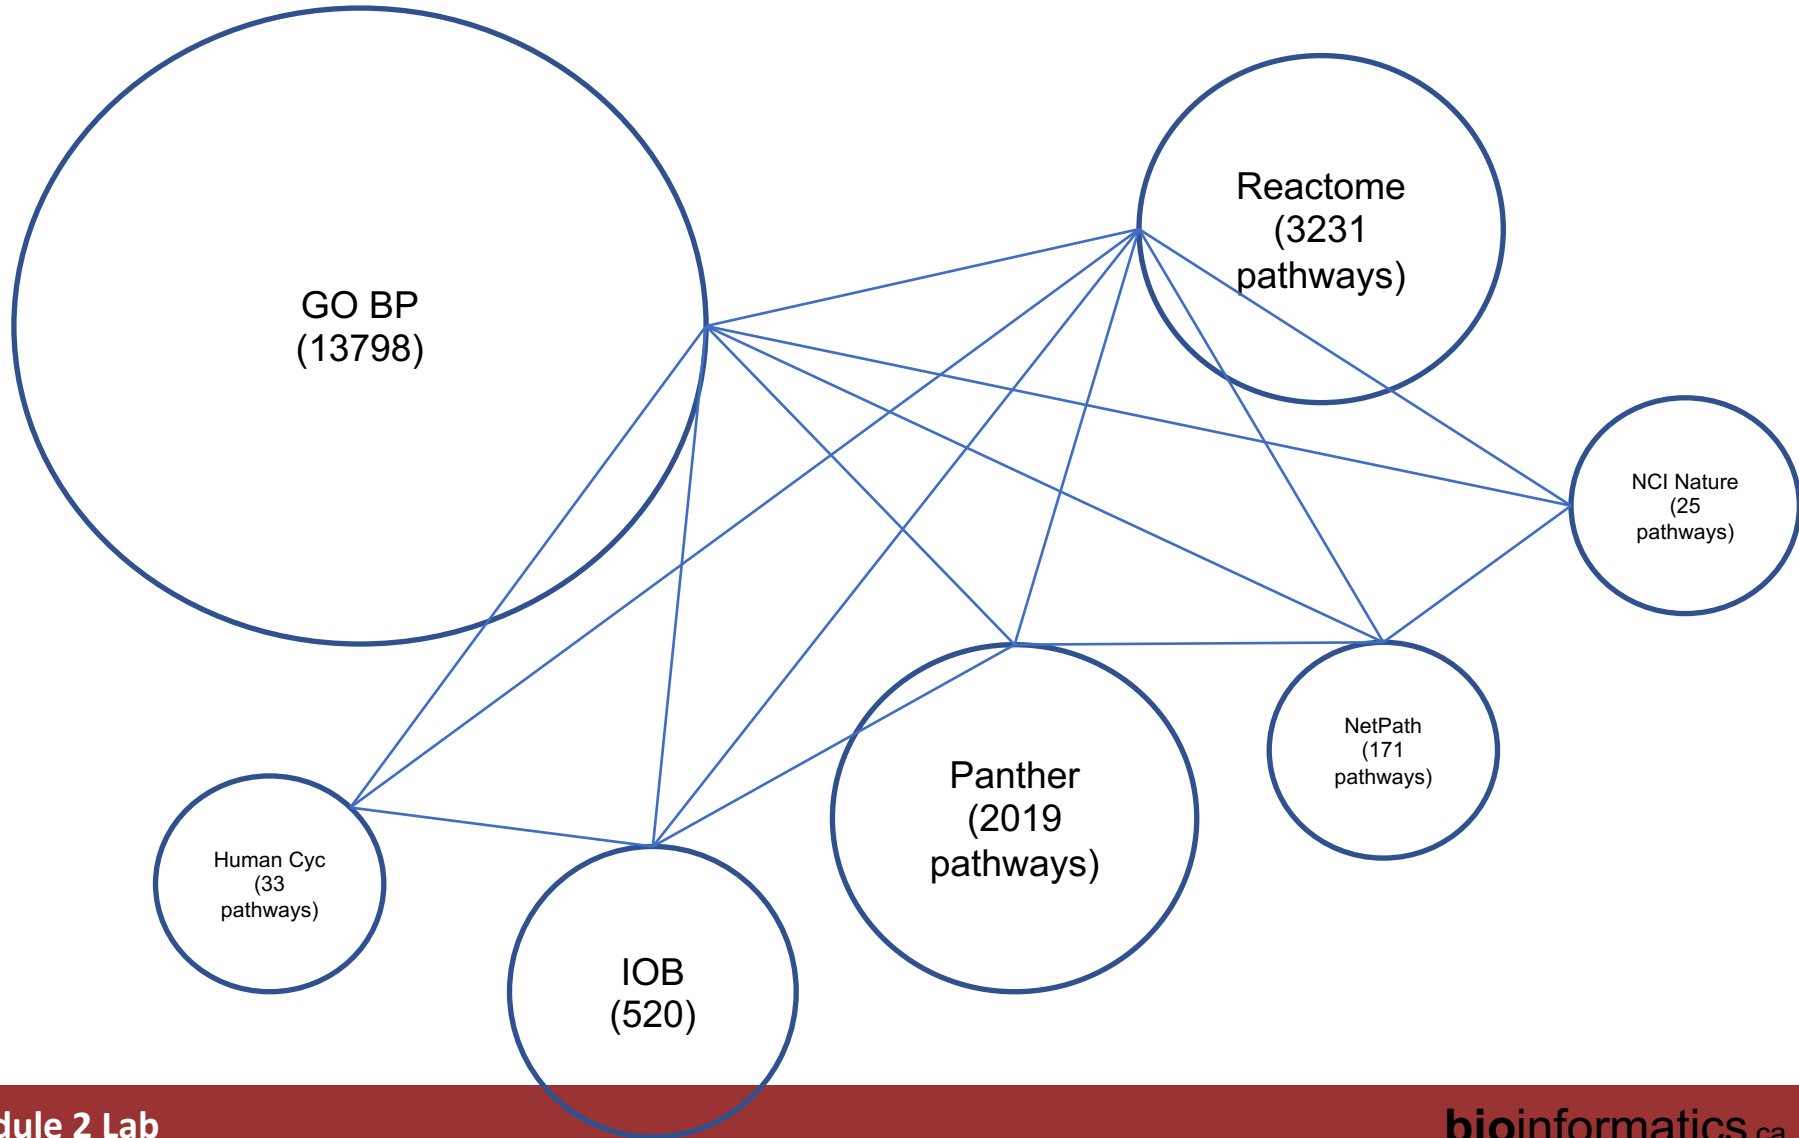 GO BP
(13798)
Reactome
(3231
pathways)
NCI Nature
(25
pathways)
NetPath
(171
pathways)
Panther
(2019
pathways)
Human Cyc
(33
pathways)
IOB
(520)
dule 2 Lab
bioinformatics.ca